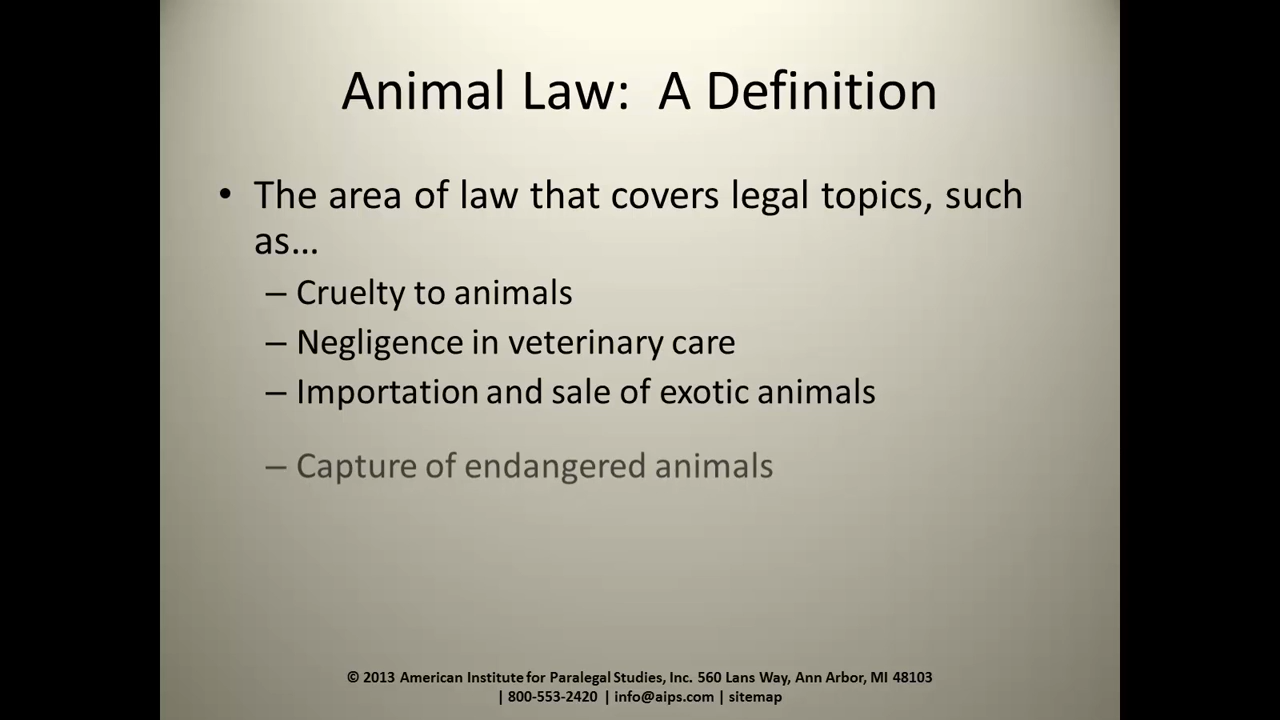 Animal Law: A Definition
• The area of law that covers legal topics, such
as…
– Cruelty to animals
– Negligence in veterinary care
– Importation and sale of exotic animals
– Capture of endangered animals
© 2013 American Institute for Paralegal Studies, Inc. 560 Lans Way, Ann Arbor, MI 48103
| 800-553-2420 | info@aips.com | sitemap